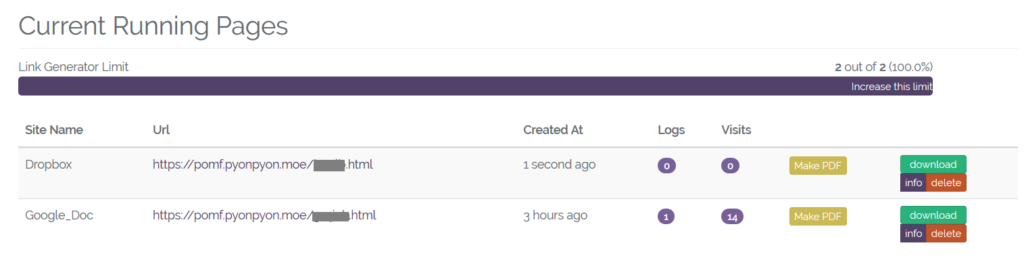 Current Running Pages
Link Generator Limit 2 out of 2 (100.0%)
Increase this limit
Site Name Url Created At Logs Visits
Dropbox https://pomf.pyonpyon.moe/ .html 1 second ago 0 0 Make PDF download
info delete
Google_Doc https://pomf.pyonpyon.moe/ .html 3 hours ago 1 14 Make PDF download
info delete